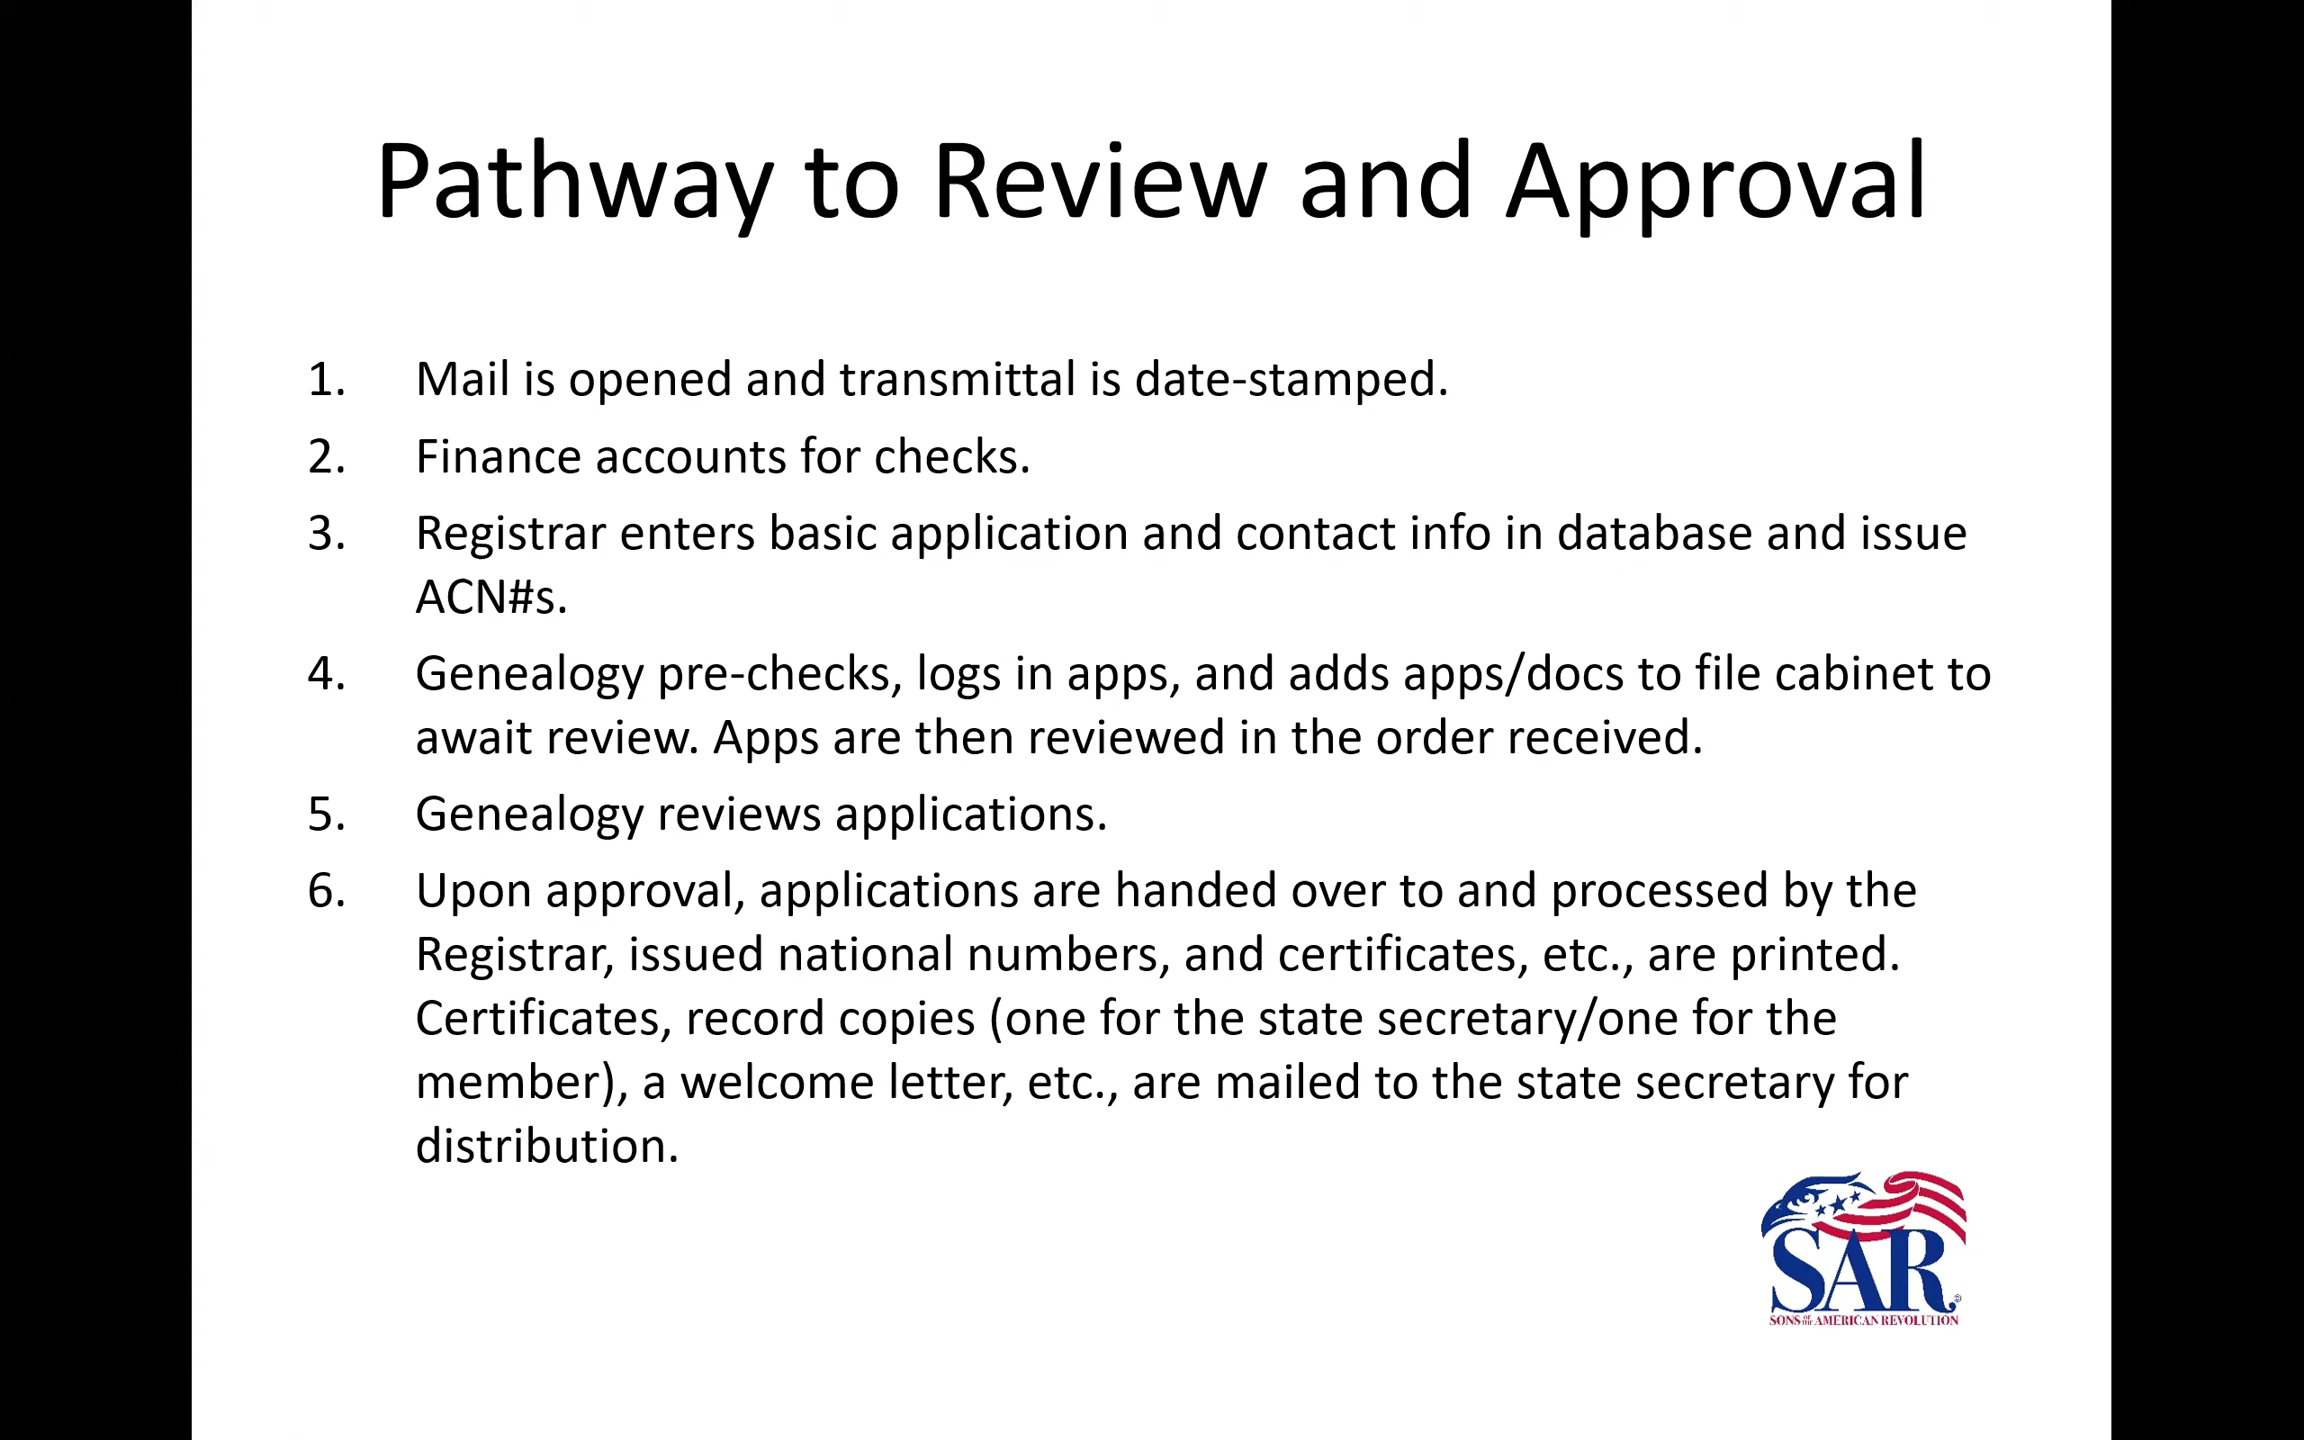 Pathway to Review and Approval
1. Mail is opened and transmittal is date-stamped.
2. Finance accounts for checks.
3. Registrar enters basic application and contact info in database and issue
ACN#s.
4. Genealogy pre-checks, logs in apps, and adds apps/docs to file cabinet to
await review. Apps are then reviewed in the order received.
5. Genealogy reviews applications.
6. Upon approval, applications are handed over to and processed by the
Registrar, issued national numbers, and certificates, etc., are printed.
Certificates, record copies (one for the state secretary/one for the
member), a welcome letter, etc., are mailed to the state secretary for
distribution.
SAR®
SONS OF THE AMERICAN REVOLUTION